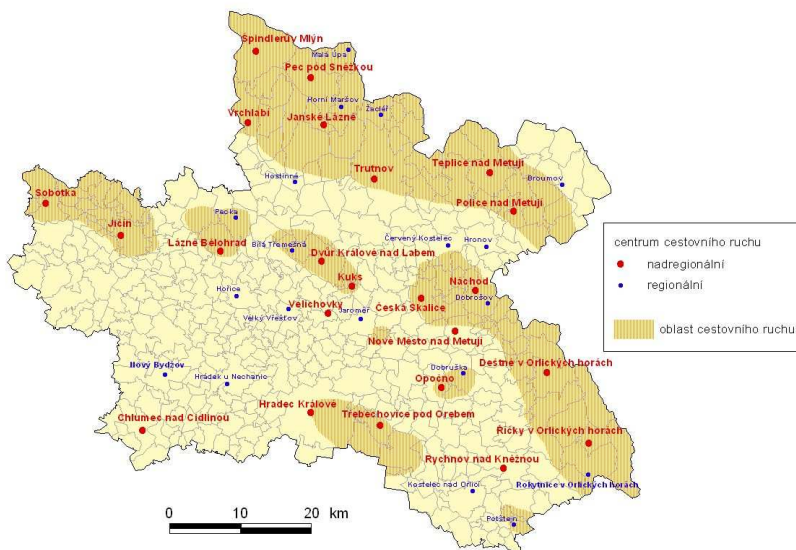 Špindlerův Mlýn
Malá Úpa
Pec pod Sněžkou
Horní Maršov
Žacléř
Vrchlabí
Janské Lázně
Teplice nad Metují
Trutnov
Hostinné
Broumov
Sobotka
Police nad Metují
Pecka
Jičín
Lázně Bělohrad
Bílá Třemešná
Dvůr Králové nad Labem
Červený Kostelec
Hronov
Kuks
Náchod
Hořice
Česká Skalice
Dobrošov
Velichovky
Velký Vřešťov
Jaroměř
Nové Město nad Metují
Nový Bydžov
Hrádek u Nechanic
Dobruška
Opočno
Deštné v Orlických horách
Hradec Králové
Chlumec nad Cidlinou
Třebechovice pod Orebem
Říčky v Orlických horách
Rychnov nad Kněžnou
Kostelec nad Orlicí
Rokytnice v Orlických horách
Potštejn
0 10 20 km
centrum cestovního ruchu
nadregionální
regionální
oblast cestovního ruchu